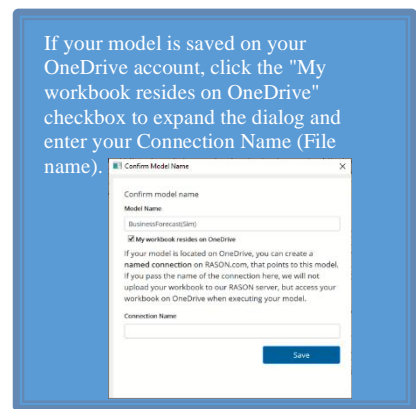 If your model is saved on your
OneDrive account, click the "My
workbook resides on OneDrive"
checkbox to expand the dialog and
enter your Connection Name (File
name).
Confirm Model Name
Confirm model name
Model Name
BusinessForecast(Sim)
My workbook resides on OneDrive
If your model is located on OneDrive, you can create a
named connection on RASON.com, that points to this model.
If you pass the name of the connection here, we will not
upload your workbook to our RASON server, but access your
workbook on OneDrive when executing your model.
Connection Name
Save